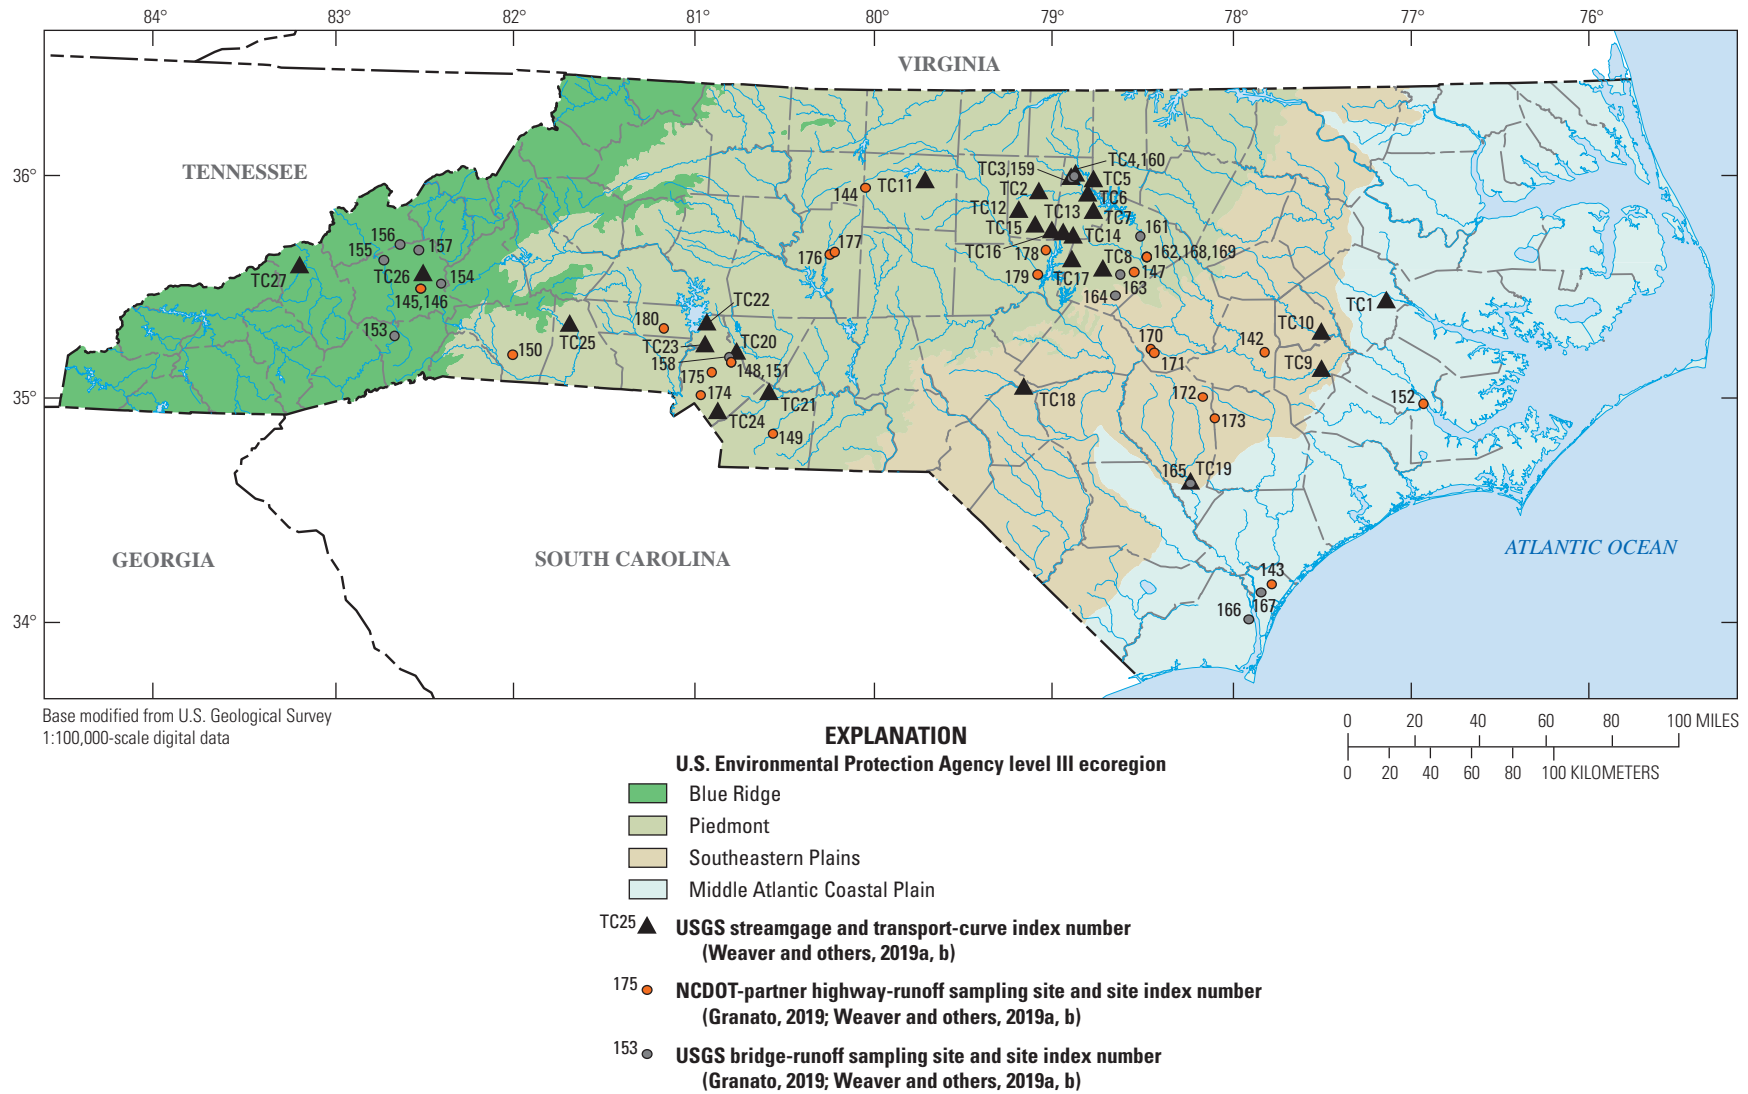 84° 83° 82° 81° 80° 79° 78° 77° 76°
VIRGINIA
TENNESSEE
36°
36°
35°
34°
GEORGIA
SOUTH CAROLINA
ATLANTIC OCEAN
TC4,160
TC3,159
TC5
TC2
TC6
TC11
144
TC12
TC13
TC7
TC15
TC14
161
TC16
178
TC8
162,168,169
177
176
179
TC17
147
163
164
156
157
155
TC26
154
TC27
145,146
153
TC22
180
TC25
TC23
TC20
150
158
148,151
175
174
TC21
TC24
149
TC1
TC10
170
142
171
TC9
TC18
172
152
173
165
TC19
143
166
167
Base modified from U.S. Geological Survey
1:100,000-scale digital data
0 20 40 60 80 100 MILES
0 20 40 60 80 100 KILOMETERS
EXPLANATION
U.S. Environmental Protection Agency level III ecoregion
Blue Ridge
Piedmont
Southeastern Plains
Middle Atlantic Coastal Plain
TC25 USGS streamgage and transport-curve index number
(Weaver and others, 2019a, b)
175 NCDOT-partner highway-runoff sampling site and site index number
(Granato, 2019; Weaver and others, 2019a, b)
153 USGS bridge-runoff sampling site and site index number
(Granato, 2019; Weaver and others, 2019a, b)